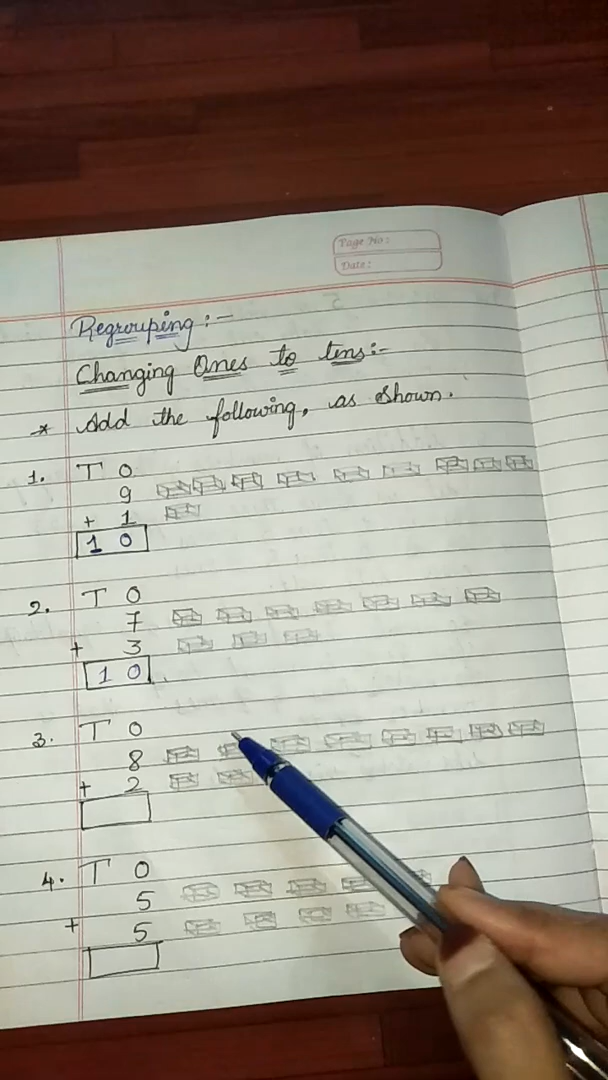 Page No:
Date:
Regrouping :-
Changing Ones to tens :-
* Add the following, as shown.
1. T O
9
+ 1
1 0
2. T O
7
+ 3
1 0
3. T O
8
+ 2
4. T O
5
+ 5